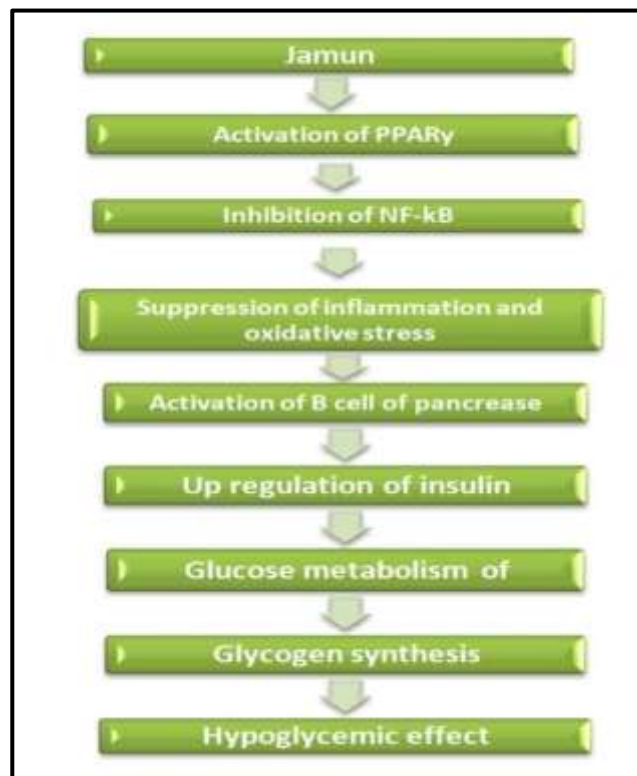 Jamun
Activation of PPARy
Inhibition of NF-kB
Suppression of inflammation and
oxidative stress
Activation of B cell of pancrease
Up regulation of insulin
Glucose metabolism of
Glycogen synthesis
Hypoglycemic effect